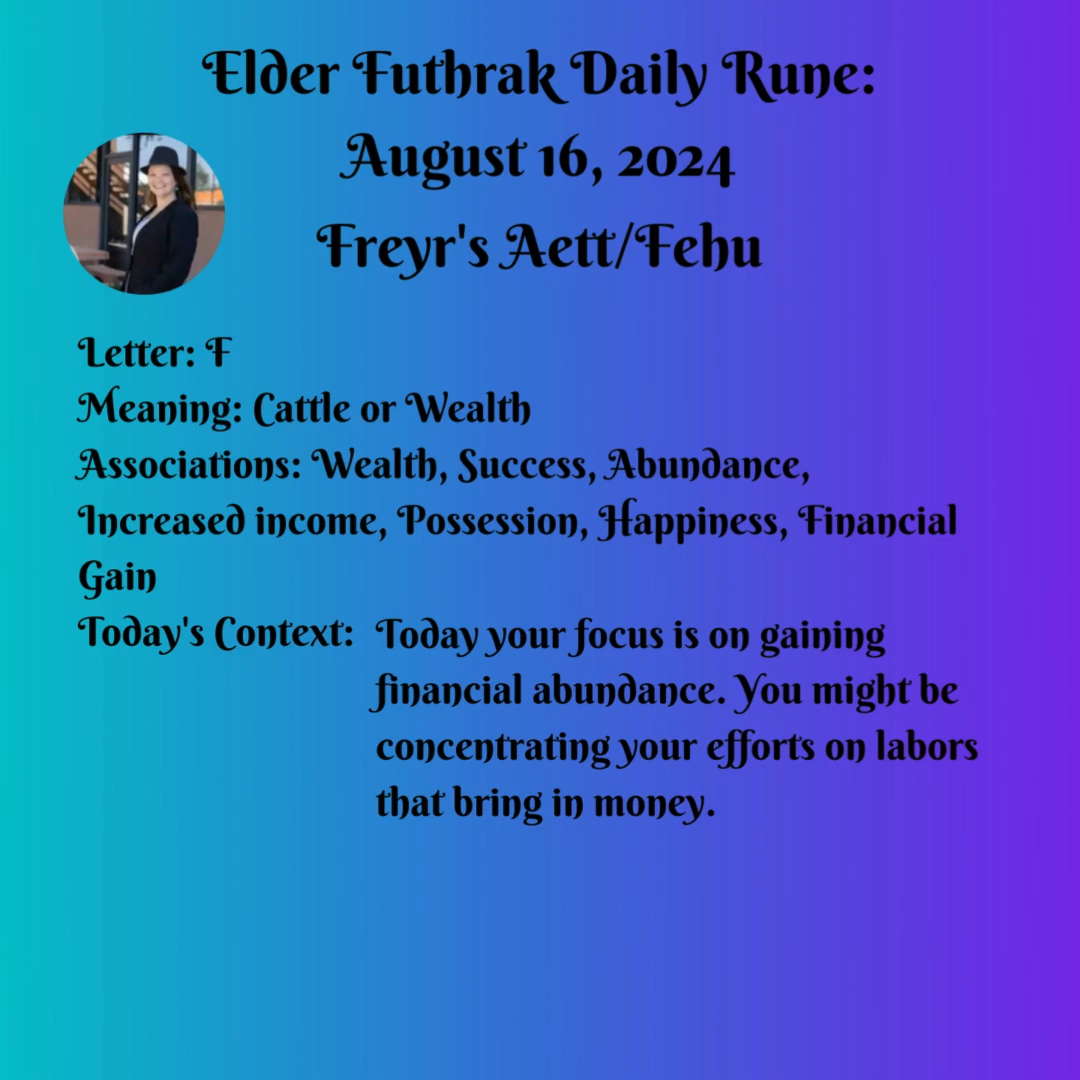 Elder Futhrak Daily Rune:
August 16, 2024
Freyr's Aett/Fehu
Letter: F
Meaning: Cattle or Wealth
Associations: Wealth, Success, Abundance,
Increased income, Possession, Happiness, Financial
Gain
Today's Context: Today your focus is on gaining
financial abundance. You might be
concentrating your efforts on labors
that bring in money.